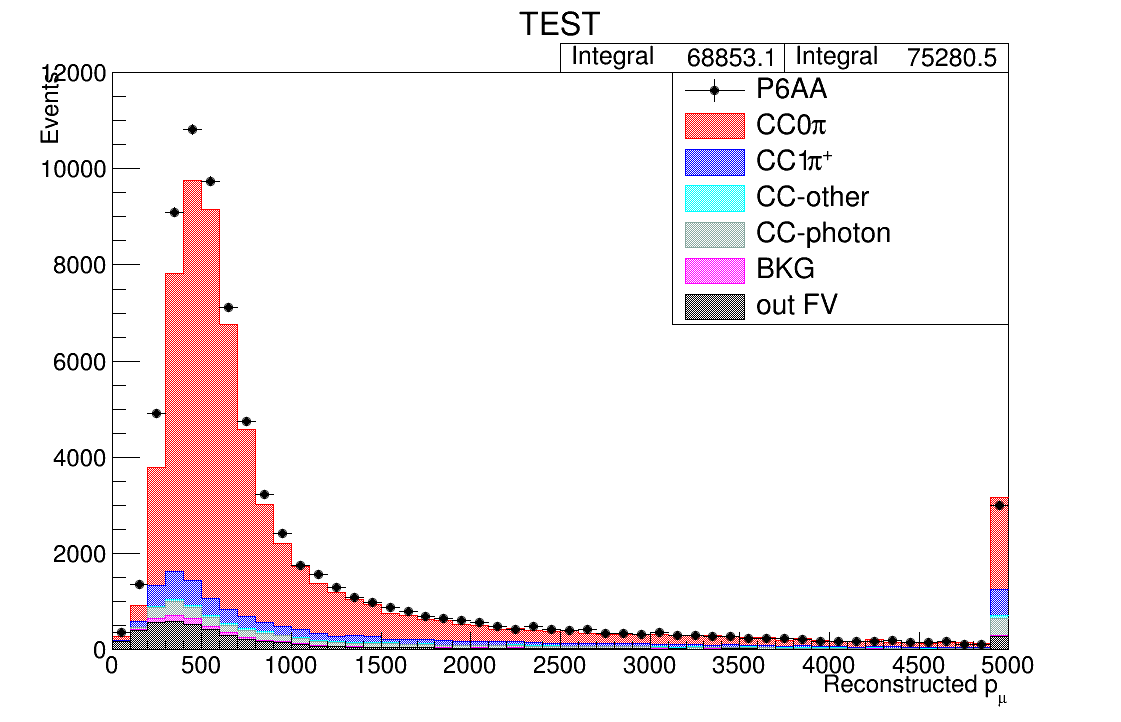 TEST
Integral 68853.1 Integral 75280.5
Events
12000
10000
8000
6000
4000
2000
0
P6AA
CC0π
CC1π⁺
CC-other
CC-photon
BKG
out FV
0 500 1000 1500 2000 2500 3000 3500 4000 4500 5000
Reconstructed pμ